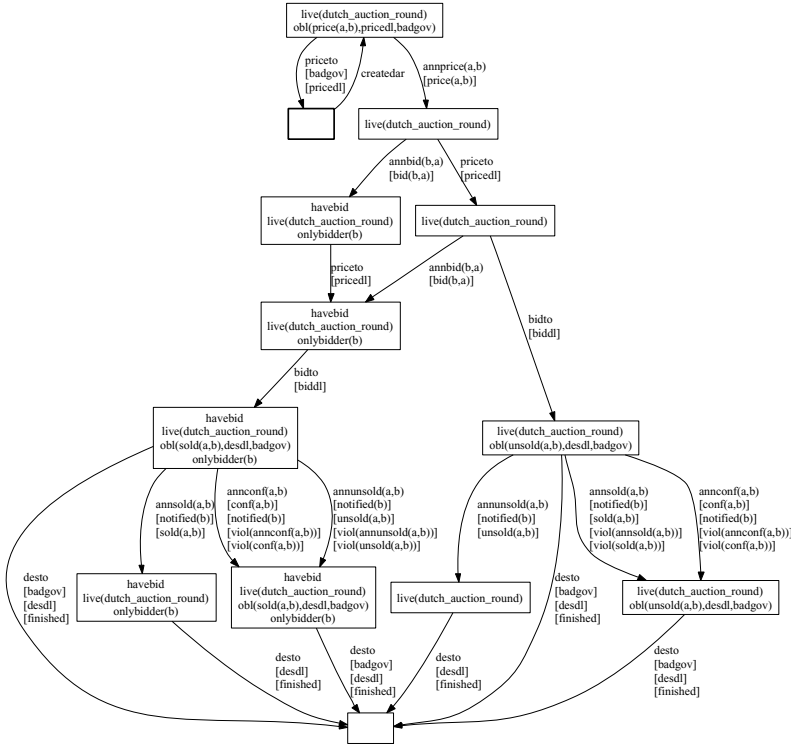 live(dutch_auction_round)
obl(price(a,b),pricedl,badgov)
priceto
[badgov]
[pricedl]
createdar
annprice(a,b)
[price(a,b)]
live(dutch_auction_round)
annbid(b,a)
[bid(b,a)]
priceto
[pricedl]
havebid
live(dutch_auction_round)
onlybidder(b)
live(dutch_auction_round)
priceto
[pricedl]
annbid(b,a)
[bid(b,a)]
havebid
live(dutch_auction_round)
onlybidder(b)
bidto
[biddl]
bidto
[biddl]
havebid
live(dutch_auction_round)
obl(sold(a,b),desdl,badgov)
onlybidder(b)
live(dutch_auction_round)
obl(unsold(a,b),desdl,badgov)
annsold(a,b)
[notified(b)]
[sold(a,b)]
annconf(a,b)
[conf(a,b)]
[notified(b)]
[viol(annconf(a,b))]
[viol(conf(a,b))]
annunsold(a,b)
[notified(b)]
[unsold(a,b)]
[viol(annunsold(a,b))]
[viol(unsold(a,b))]
annunsold(a,b)
[notified(b)]
[unsold(a,b)]
annsold(a,b)
[notified(b)]
[sold(a,b)]
[viol(annsold(a,b))]
[viol(sold(a,b))]
annconf(a,b)
[conf(a,b)]
[notified(b)]
[viol(annconf(a,b))]
[viol(conf(a,b))]
desto
[badgov]
[desdl]
[finished]
havebid
live(dutch_auction_round)
onlybidder(b)
havebid
live(dutch_auction_round)
obl(sold(a,b),desdl,badgov)
onlybidder(b)
live(dutch_auction_round)
desto
[badgov]
[desdl]
[finished]
live(dutch_auction_round)
obl(unsold(a,b),desdl,badgov)
desto
[desdl]
[finished]
desto
[badgov]
[desdl]
[finished]
desto
[desdl]
[finished]
desto
[badgov]
[desdl]
[finished]